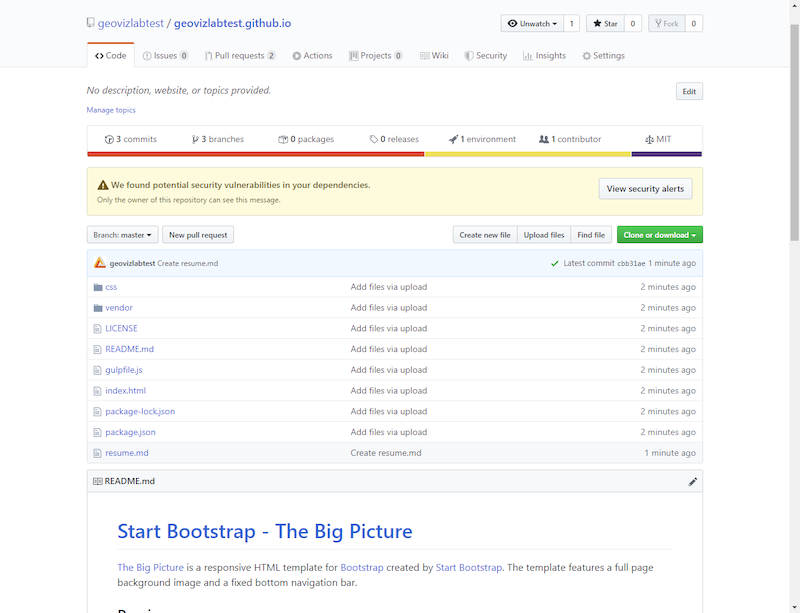 geovizlabtest / geovizlabtest.github.io Unwatch 1 Star 0 Fork 0
Code Issues 0 Pull requests 2 Actions Projects 0 Wiki Security Insights Settings
No description, website, or topics provided. Edit
Manage topics
3 commits 3 branches 0 packages 0 releases 1 environment 1 contributor MIT
We found potential security vulnerabilities in your dependencies.
Only the owner of this repository can see this message.
View security alerts
Branch: master New pull request Create new file Upload files Find file Clone or download
geovizlabtest Create resume.md Latest commit cbb31ae 1 minute ago
css Add files via upload 2 minutes ago
vendor Add files via upload 2 minutes ago
LICENSE Add files via upload 2 minutes ago
README.md Add files via upload 2 minutes ago
gulpfile.js Add files via upload 2 minutes ago
index.html Add files via upload 2 minutes ago
package-lock.json Add files via upload 2 minutes ago
package.json Add files via upload 2 minutes ago
resume.md Create resume.md 1 minute ago
README.md
Start Bootstrap - The Big Picture
The Big Picture is a responsive HTML template for Bootstrap created by Start Bootstrap. The template features a full page
background image and a fixed bottom navigation bar.